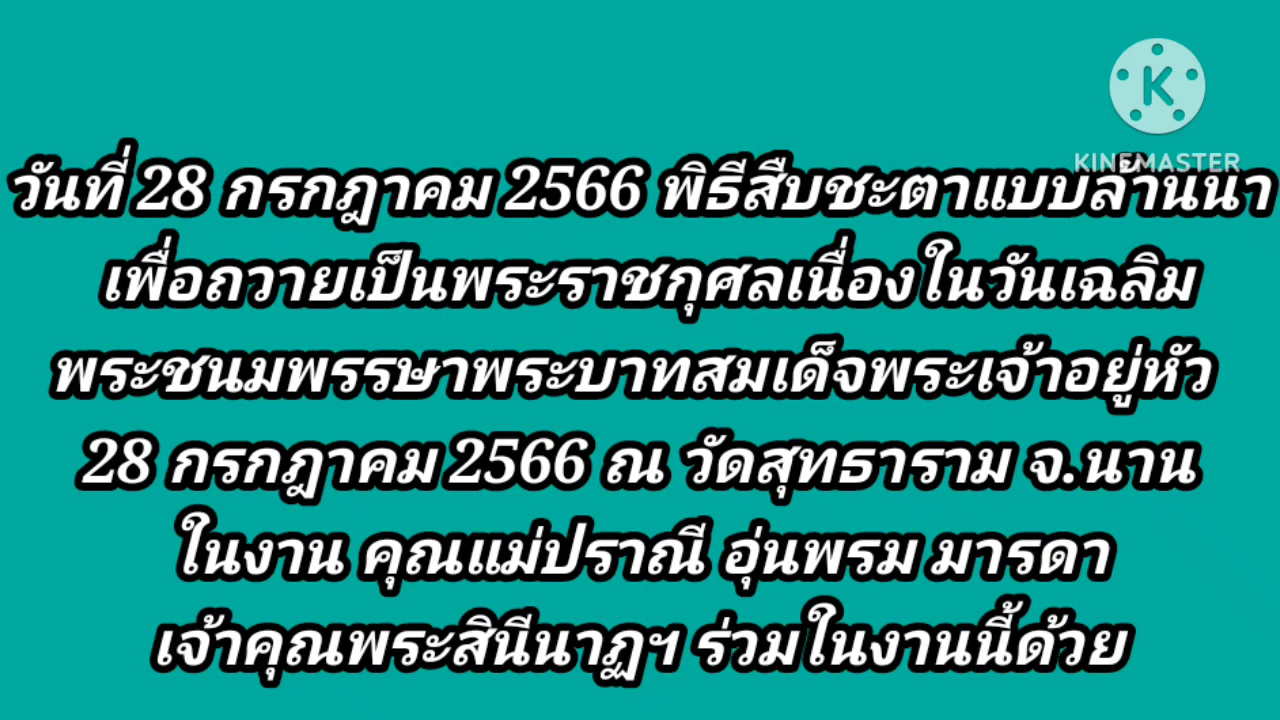 KINEMASTER
วันที่ 28 กรกฎาคม 2566 พิธีสืบชะตาแบบล้านนา
เพื่อถวายเป็นพระราชกุศลเนื่องในวันเฉลิม
พระชนมพรรษาพระบาทสมเด็จพระเจ้าอยู่หัว
28 กรกฎาคม 2566 ณ วัดสุทธาราม จ.นาน
ในงาน คุณแม่ปราณี อุ่นพรม มารดา
เจ้าคุณพระสินีนาฏฯ ร่วมในงานนี้ด้วย